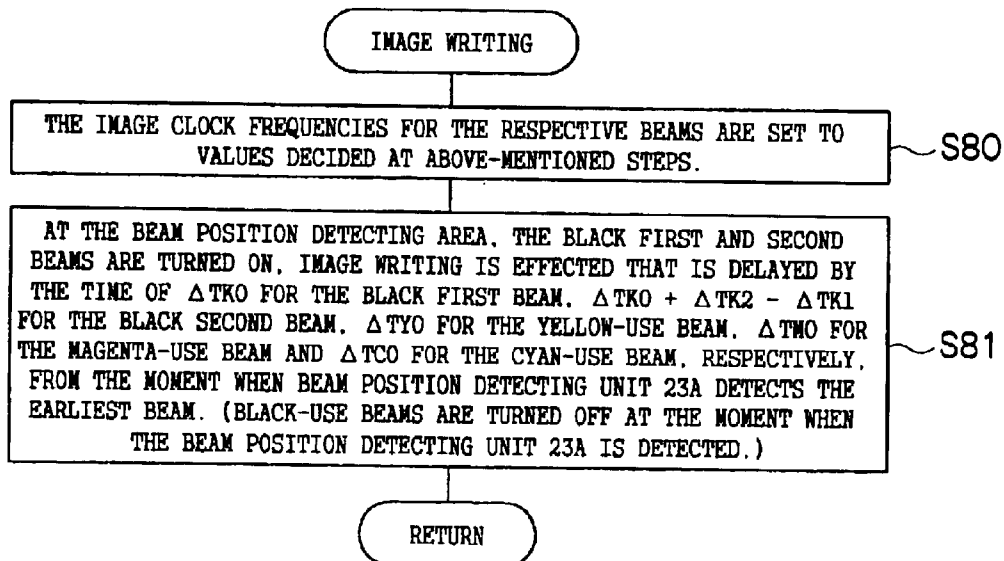 IMAGE WRITING
THE IMAGE CLOCK FREQUENCIES FOR THE RESPECTIVE BEAMS ARE SET TO
VALUES DECIDED AT ABOVE-MENTIONED STEPS.
S80
AT THE BEAM POSITION DETECTING AREA, THE BLACK FIRST AND SECOND
BEAMS ARE TURNED ON, IMAGE WRITING IS EFFECTED THAT IS DELAYED BY
THE TIME OF ΔTK0 FOR THE BLACK FIRST BEAM, ΔTK0 + ΔTK2 - ΔTK1
FOR THE BLACK SECOND BEAM, ΔTY0 FOR THE YELLOW-USE BEAM, ΔTM0 FOR
THE MAGENTA-USE BEAM AND ΔTC0 FOR THE CYAN-USE BEAM, RESPECTIVELY,
FROM THE MOMENT WHEN BEAM POSITION DETECTING UNIT 23A DETECTS THE
EARLIEST BEAM. (BLACK-USE BEAMS ARE TURNED OFF AT THE MOMENT WHEN
THE BEAM POSITION DETECTING UNIT 23A IS DETECTED.)
S81
RETURN